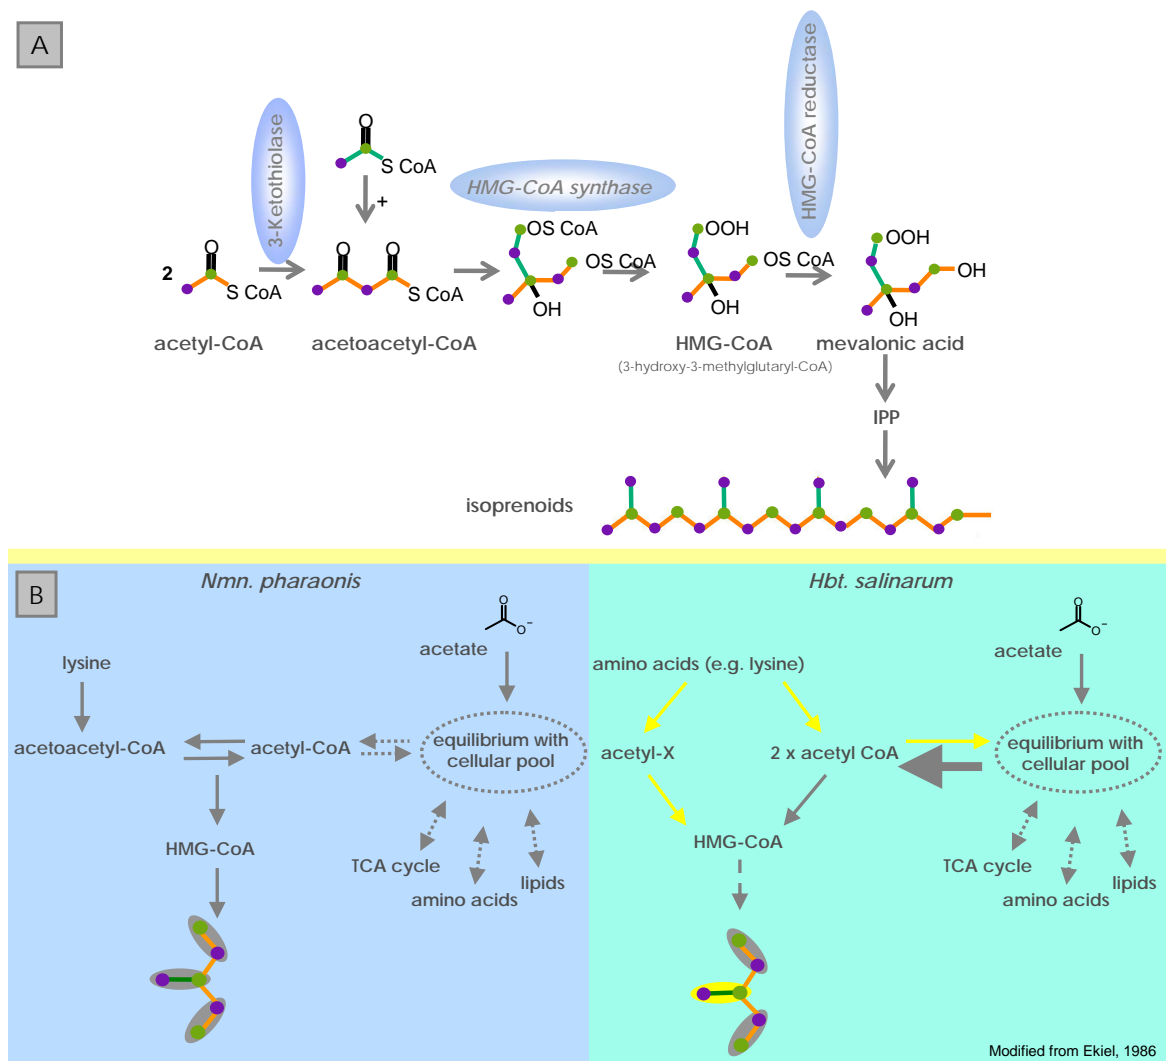 A
3-Ketothiolase
HMG-CoA synthase
HMG-CoA reductase
O
S CoA
+
2
O
S CoA
O
O
S CoA
OS CoA
OS CoA
OH
OOH
OS CoA
OH
OOH
OH
OH
acetyl-CoA
acetoacetyl-CoA
HMG-CoA
(3-hydroxy-3-methylglutaryl-CoA)
mevalonic acid
IPP
isoprenoids
B
Nmn. pharaonis
O
O−
acetate
lysine
acetoacetyl-CoA
acetyl-CoA
equilibrium with
cellular pool
HMG-CoA
TCA cycle
amino acids
lipids
Hbt. salinarum
O
O−
acetate
amino acids (e.g. lysine)
acetyl-X
2 x acetyl CoA
equilibrium with
cellular pool
HMG-CoA
TCA cycle
amino acids
lipids
Modified from Ekiel, 1986